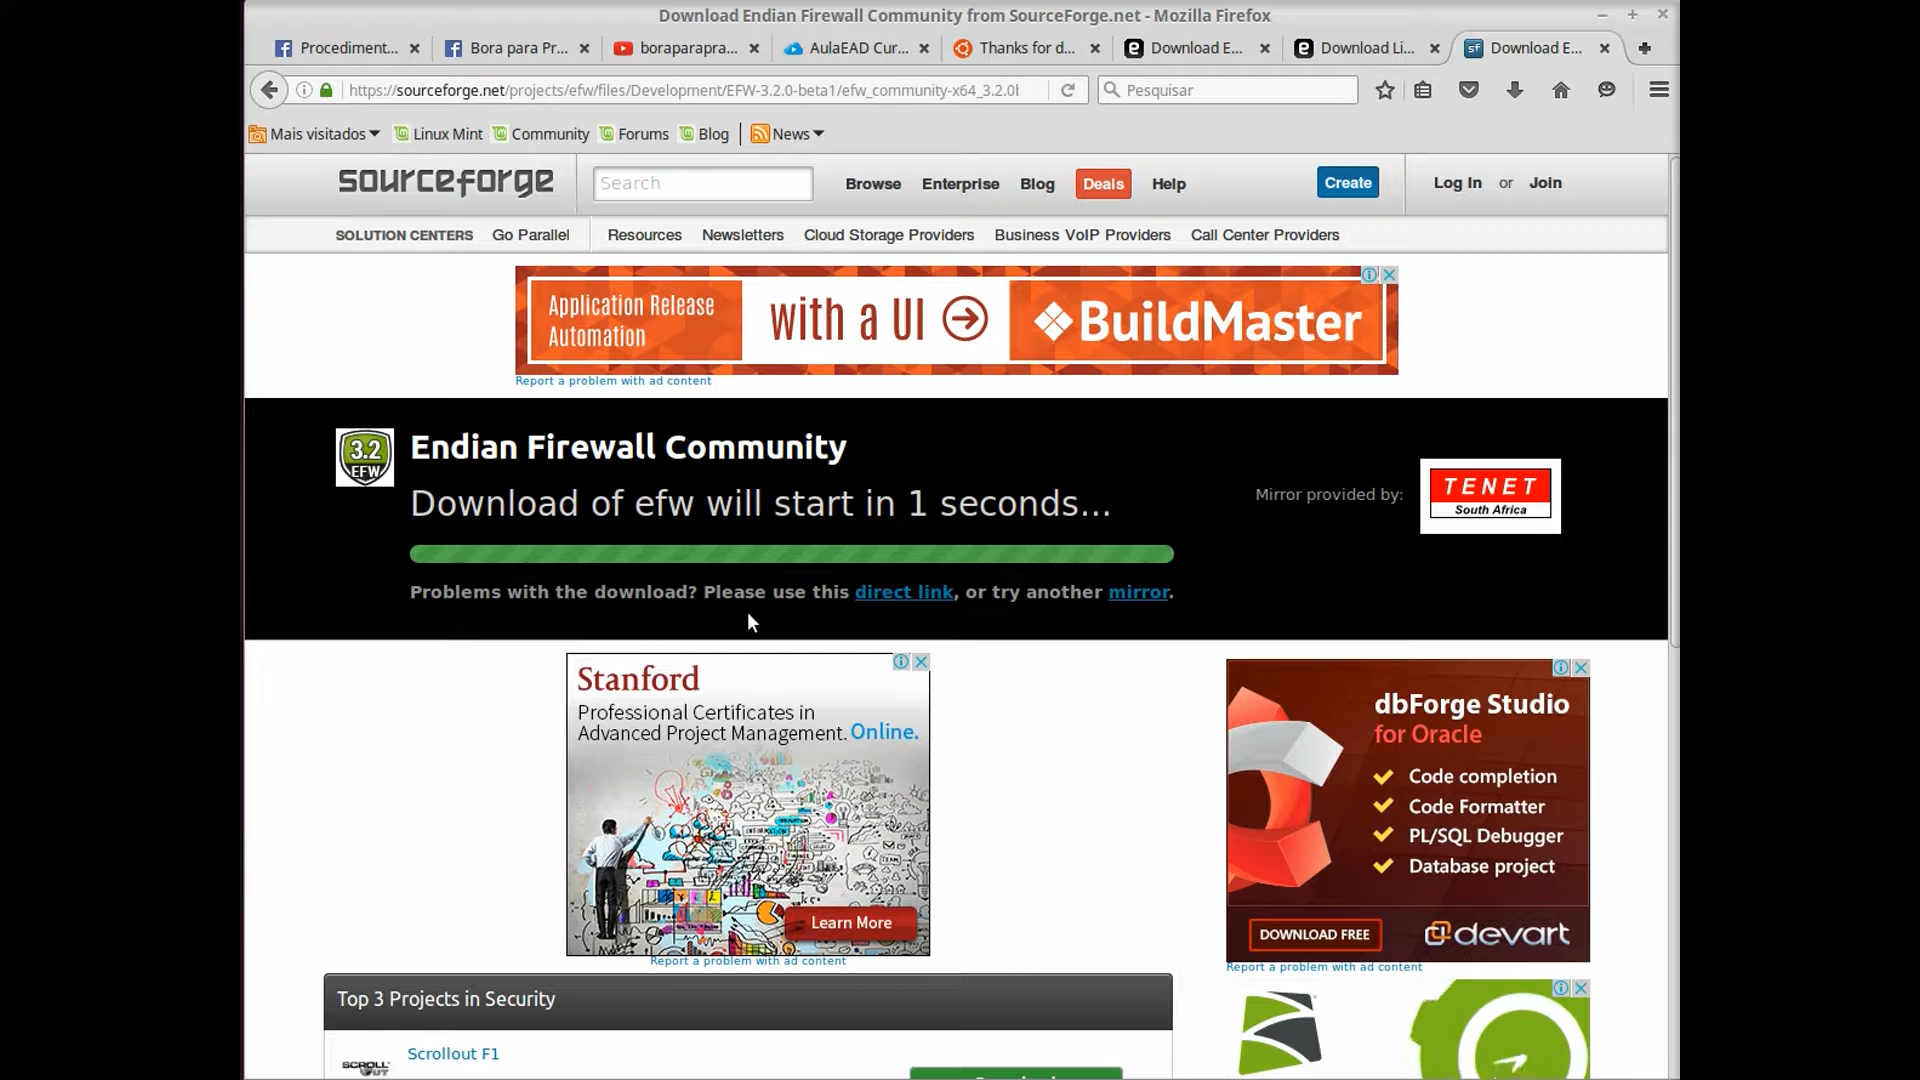 Download Endian Firewall Community from SourceForge.net - Mozilla Firefox
Procediment...
Bora para Pr...
boraparapra...
AulaEAD Cur...
Thanks for d...
Download E...
Download Li...
Download E...
https://sourceforge.net/projects/efw/files/Development/EFW-3.2.0-beta1/efw_community-x64_3.2.0
Pesquisar
Mais visitados
Linux Mint
Community
Forums
Blog
News
sourceforge
Search
Browse
Enterprise
Blog
Deals
Help
Create
Log In or Join
SOLUTION CENTERS
Go Parallel
Resources
Newsletters
Cloud Storage Providers
Business VoIP Providers
Call Center Providers
Application Release
Automation
with a UI
BuildMaster
Report a problem with ad content
3.2
EFW
Endian Firewall Community
Download of efw will start in 1 seconds...
Mirror provided by:
TENET
South Africa
Problems with the download? Please use this direct link, or try another mirror.
Stanford
Professional Certificates in
Advanced Project Management. Online.
Learn More
Report a problem with ad content
dbForge Studio
for Oracle
Code completion
Code Formatter
PL/SQL Debugger
Database project
DOWNLOAD FREE
devart
Report a problem with ad content
Top 3 Projects in Security
Scrollout F1
SCROLL
OUT